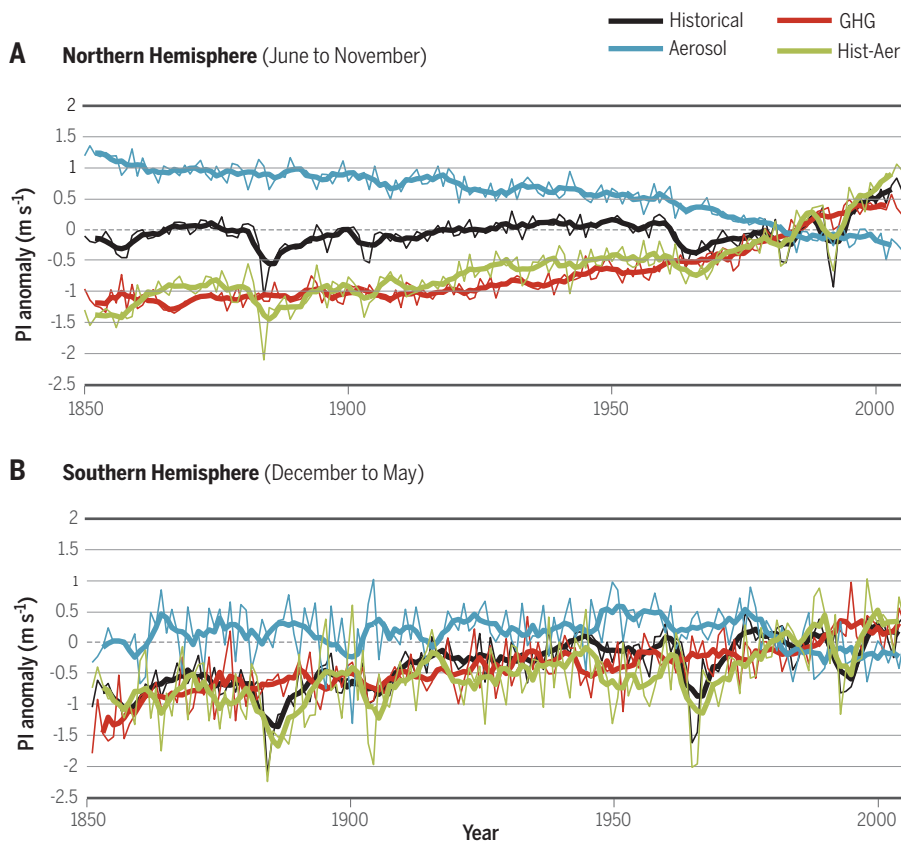 Historical GHG
Aerosol Hist-Aer
A Northern Hemisphere (June to November)
PI anomaly (m s-1)
2
1.5
1
0.5
0
-0.5
-1
-1.5
-2
-2.5
1850 1900 1950 2000
B Southern Hemisphere (December to May)
PI anomaly (m s-1)
2
1.5
1
0.5
0
-0.5
-1
-1.5
-2
-2.5
1850 1900 1950 2000
Year